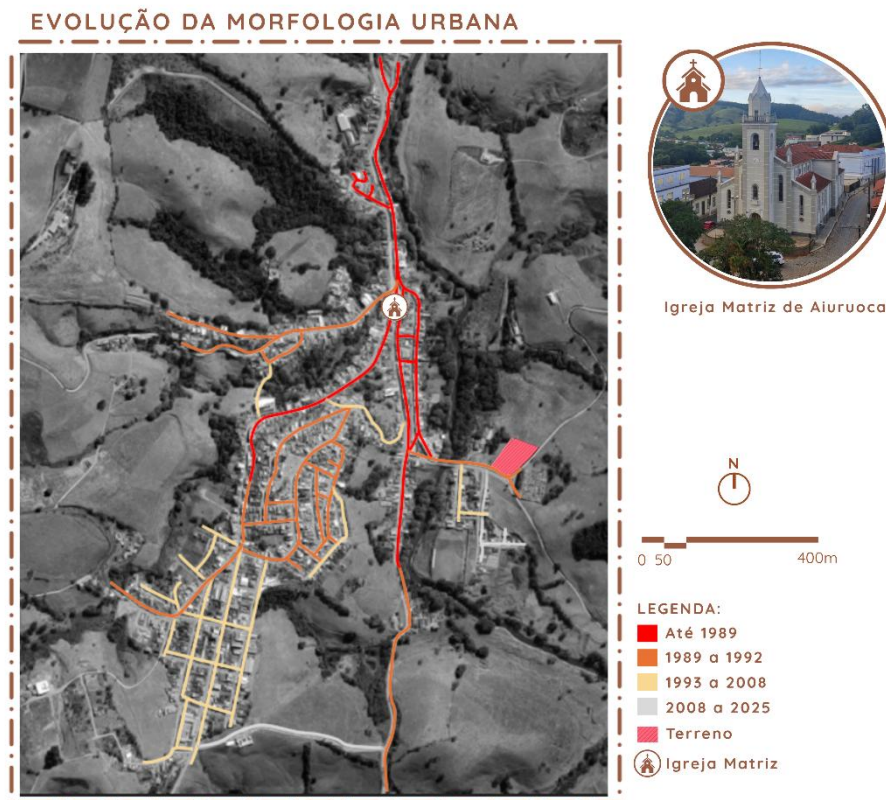 EVOLUÇÃO DA MORFOLOGIA URBANA
Igreja Matriz de Aiuruoca
N
0 50 400m
LEGENDA:
Até 1989
1989 a 1992
1993 a 2008
2008 a 2025
Terreno
Igreja Matriz